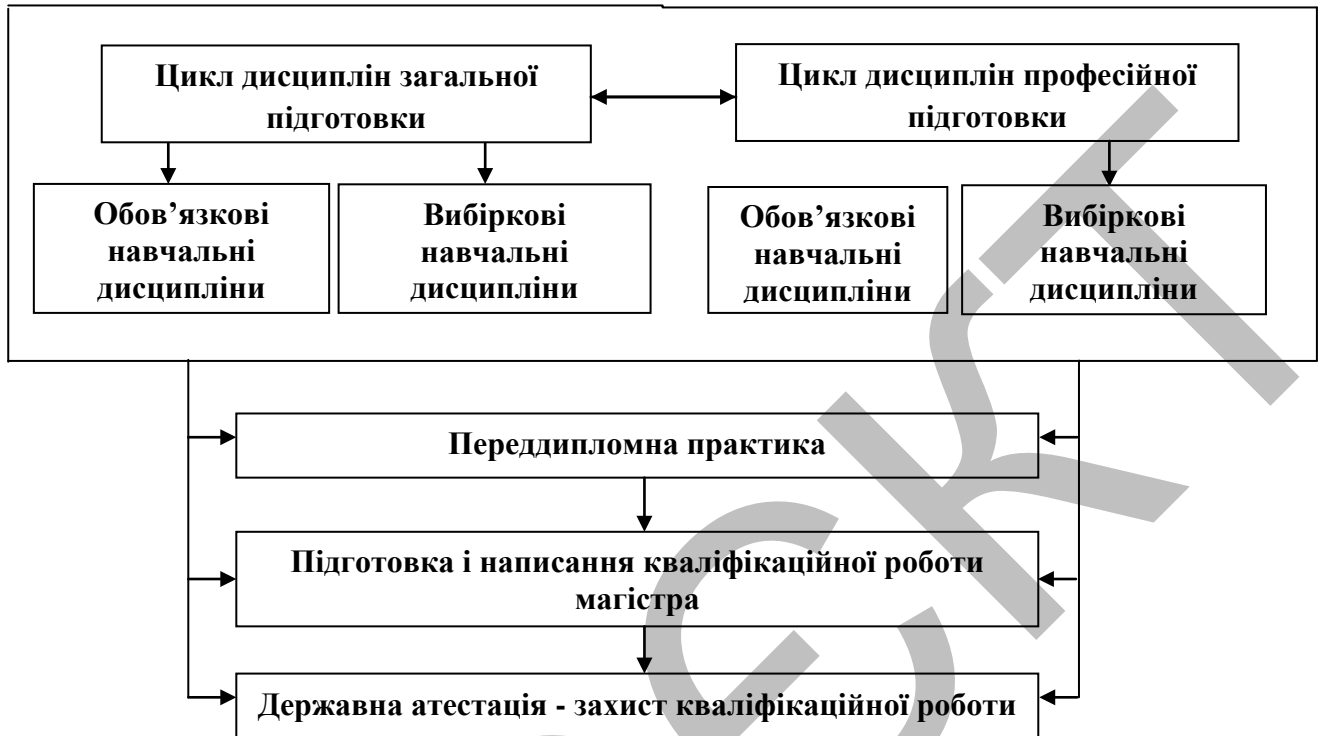 Цикл дисциплін загальної
підготовки
Цикл дисциплін професійної
підготовки
Обов’язкові
навчальні
дисципліни
Вибіркові
навчальні
дисципліни
Обов’язкові
навчальні
дисципліни
Вибіркові
навчальні
дисципліни
Переддипломна практика
Підготовка і написання кваліфікаційної роботи
магістра
Державна атестація - захист кваліфікаційної роботи
ЄКТ